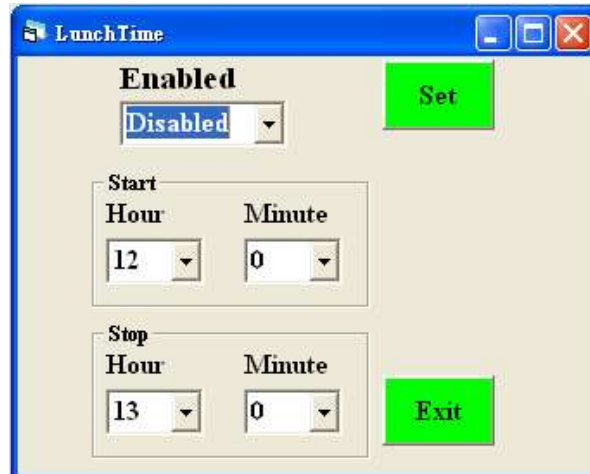 LunchTime
Enabled
Set
Disabled
Start
Hour Minute
12 0
Stop
Hour Minute
13 0
Exit